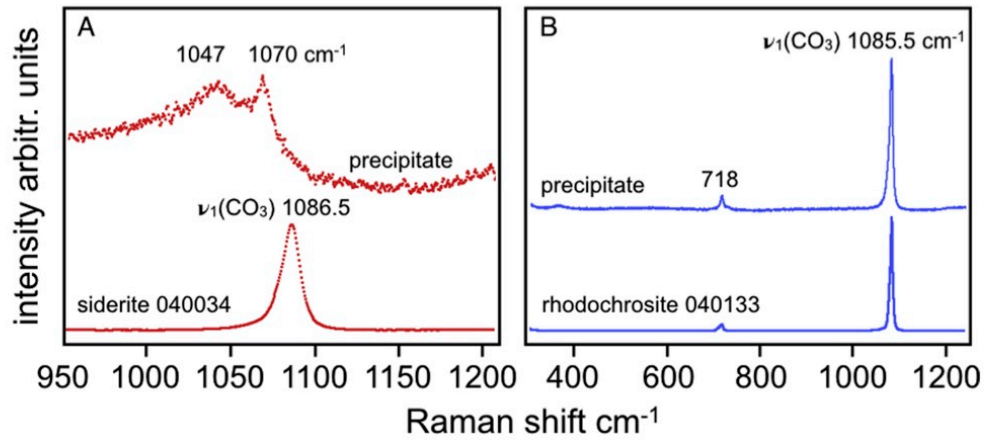 A
1047 1070 cm-1
precipitate
ν1(CO3) 1086.5
siderite 040034
950 1000 1050 1100 1150 1200
B
ν1(CO3) 1085.5 cm-1
718
precipitate
rhodochrosite 040133
400 600 800 1000 1200
intensity arbitr. units
Raman shift cm-1